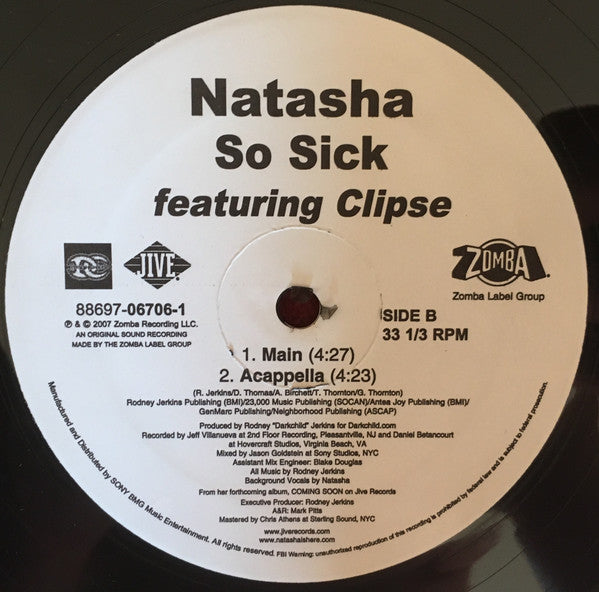 Natasha
So Sick
featuring Clipse
JIVE
ZOMBA
Zomba Label Group
88697-06706-1
℗ & © 2007 Zomba Recording LLC.
AN ORIGINAL SOUND RECORDING
MADE BY THE ZOMBA LABEL GROUP
SIDE B
33 1/3 RPM
1. Main (4:27)
2. Acappella (4:23)
(R. Jerkins/D. Thomas/A. Birchett/T. Thornton/G. Thornton)
Rodney Jerkins Publishing (BMI)/23,000 Music Publishing (SOCAN)/Antea Joy Publishing (BMI)/
GenMarc Publishing/Neighborhood Publishing (ASCAP)
Produced by Rodney "Darkchild" Jerkins for Darkchild.com
Recorded by Jeff Villanueva at 2nd Floor Recording, Pleasantville, NJ and Daniel Betancourt
at Hovercraft Studios, Virginia Beach, VA
Mixed by Jason Goldstein at Sony Studios, NYC
Assistant Mix Engineer: Blake Douglas
All Music by Rodney Jerkins
Background Vocals by Natasha
From her forthcoming album, COMING SOON on Jive Records
Executive Producer: Rodney Jerkins
A&R: Mark Pitts
Mastered by Chris Athens at Sterling Sound, NYC
www.jiverecords.com
www.natashaishere.com
Manufactured and Distributed by SONY BMG Music Entertainment. All rights reserved. FBI Warning: unauthorized reproduction of this recording is prohibited by federal law and is subject to federal prosecution.